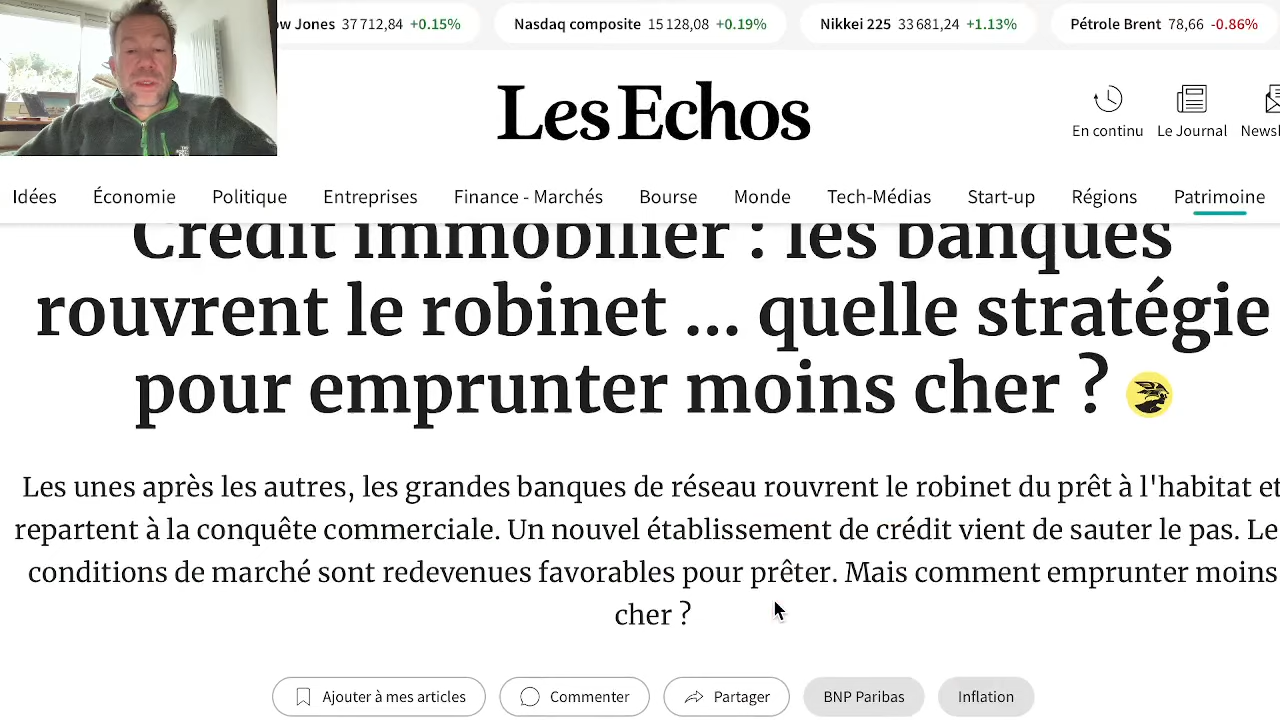 ow Jones 37 712,84 +0.15% Nasdaq composite 15 128,08 +0.19% Nikkei 225 33 681,24 +1.13% Pétrole Brent 78,66 -0.86%
Les Echos
En continu Le Journal Newsl
Idées Économie Politique Entreprises Finance - Marchés Bourse Monde Tech-Médias Start-up Régions Patrimoine
Crédit immobilier : les banques
rouvrent le robinet ... quelle stratégie
pour emprunter moins cher ?
Les unes après les autres, les grandes banques de réseau rouvrent le robinet du prêt à l'habitat et
repartent à la conquête commerciale. Un nouvel établissement de crédit vient de sauter le pas. Le
conditions de marché sont redevenues favorables pour prêter. Mais comment emprunter moins
cher ?
Ajouter à mes articles Commenter Partager BNP Paribas Inflation